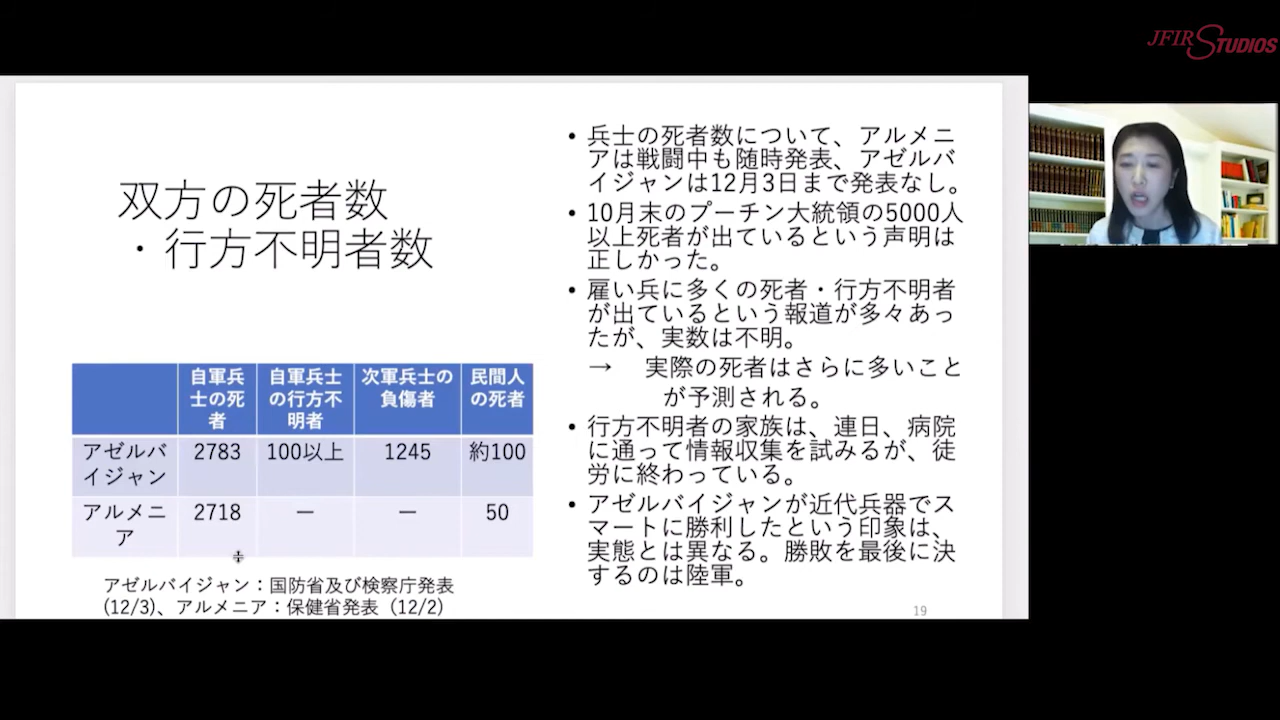 JFIR STUDIOS
双方の死者数
・行方不明者数
自軍兵
士の死
者
自軍兵士
の行方不
明者
次軍兵士の
負傷者
民間人
の死者
アゼルバ
イジャン
2783
100以上
1245
約100
アルメニ
ア
2718
ー
ー
50
アゼルバイジャン：国防省及び検察庁発表
(12/3)、アルメニア：保健省発表（12/2）
• 兵士の死者数について、アルメニ
アは戦闘中も随時発表、アゼルバ
イジャンは12月3日まで発表なし。
• 10月末のプーチン大統領の5000人
以上死者が出ているという声明は
正しかった。
• 雇い兵に多くの死者・行方不明者
が出ているという報道が多々あっ
たが、実数は不明。
→ 実際の死者はさらに多いこと
が予測される。
• 行方不明者の家族は、連日、病院
に通って情報収集を試みるが、徒
労に終わっている。
• アゼルバイジャンが近代兵器でス
マートに勝利したという印象は、
実態とは異なる。勝敗を最後に決
するのは陸軍。
19